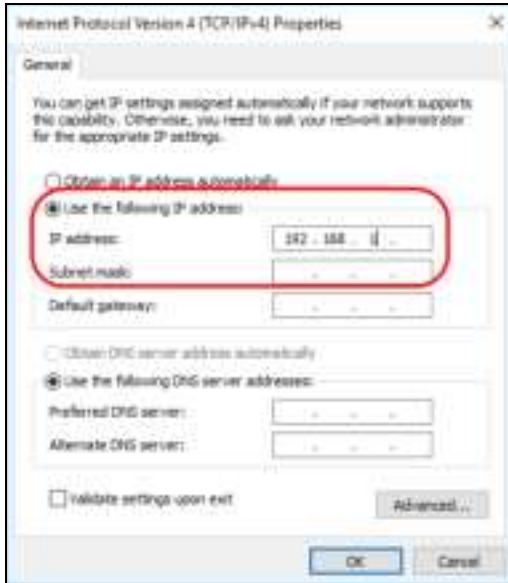 Internet Protocol Version 4 (TCP/IPv4) Properties
General
You can get IP settings assigned automatically if your network supports
this capability. Otherwise, you need to ask your network administrator
for the appropriate IP settings.
Obtain an IP address automatically
Use the following IP address:
IP address: 192 . 168 . 1 .
Subnet mask: . . .
Default gateway: . . .
Obtain DNS server address automatically
Use the following DNS server addresses:
Preferred DNS server: . . .
Alternate DNS server: . . .
Validate settings upon exit
Advanced...
OK Cancel